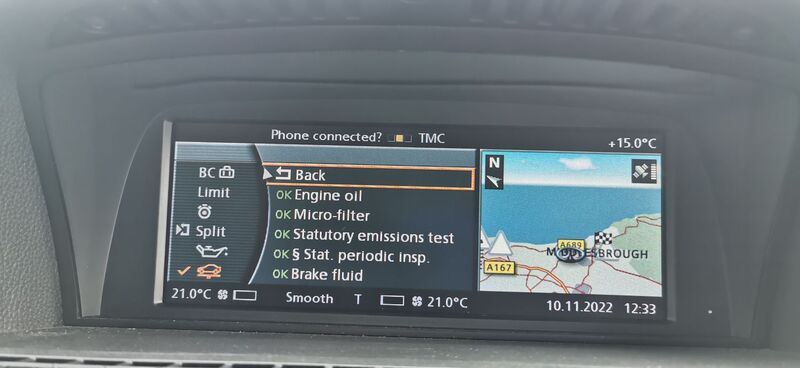 Phone connected? TMC
+15.0°C
BC
Limit
Split
Back
OK Engine oil
OK Micro-filter
OK Statutory emissions test
OK § Stat. periodic insp.
OK Brake fluid
N
A689
MIDDLESBROUGH
A167
21.0°C Smooth T 21.0°C
10.11.2022 12:33